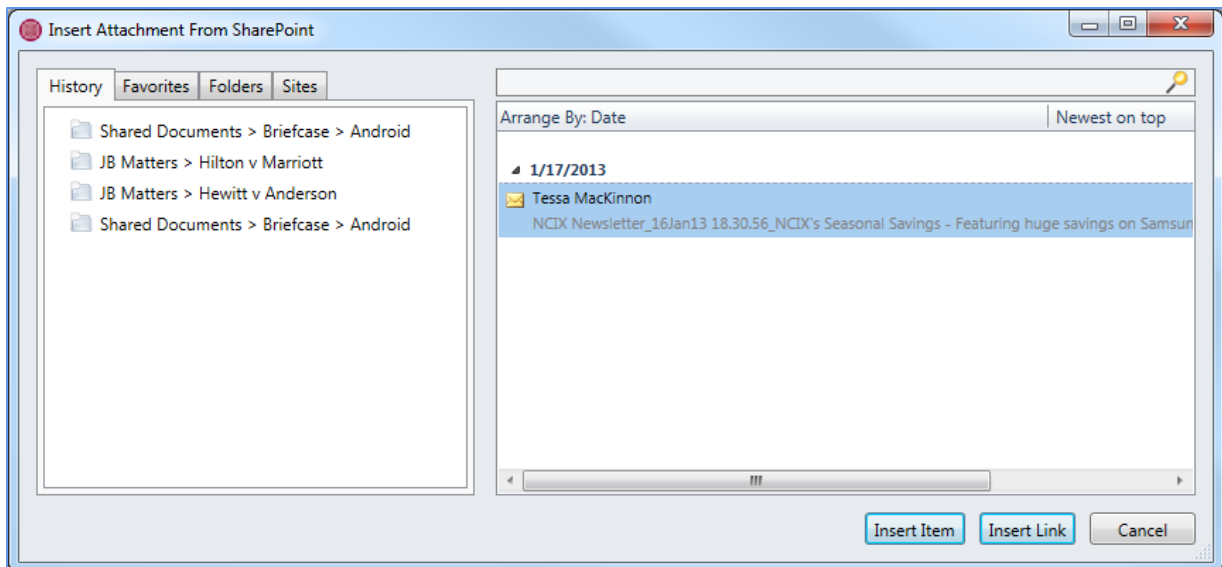 Insert Attachment From SharePoint
History Favorites Folders Sites
Shared Documents > Briefcase > Android
JB Matters > Hilton v Marriott
JB Matters > Hewitt v Anderson
Shared Documents > Briefcase > Android
Arrange By: Date Newest on top
1/17/2013
Tessa MacKinnon
NCIX Newsletter_16Jan13 18.30.56_NCIX's Seasonal Savings - Featuring huge savings on Samsun
Insert Item Insert Link Cancel